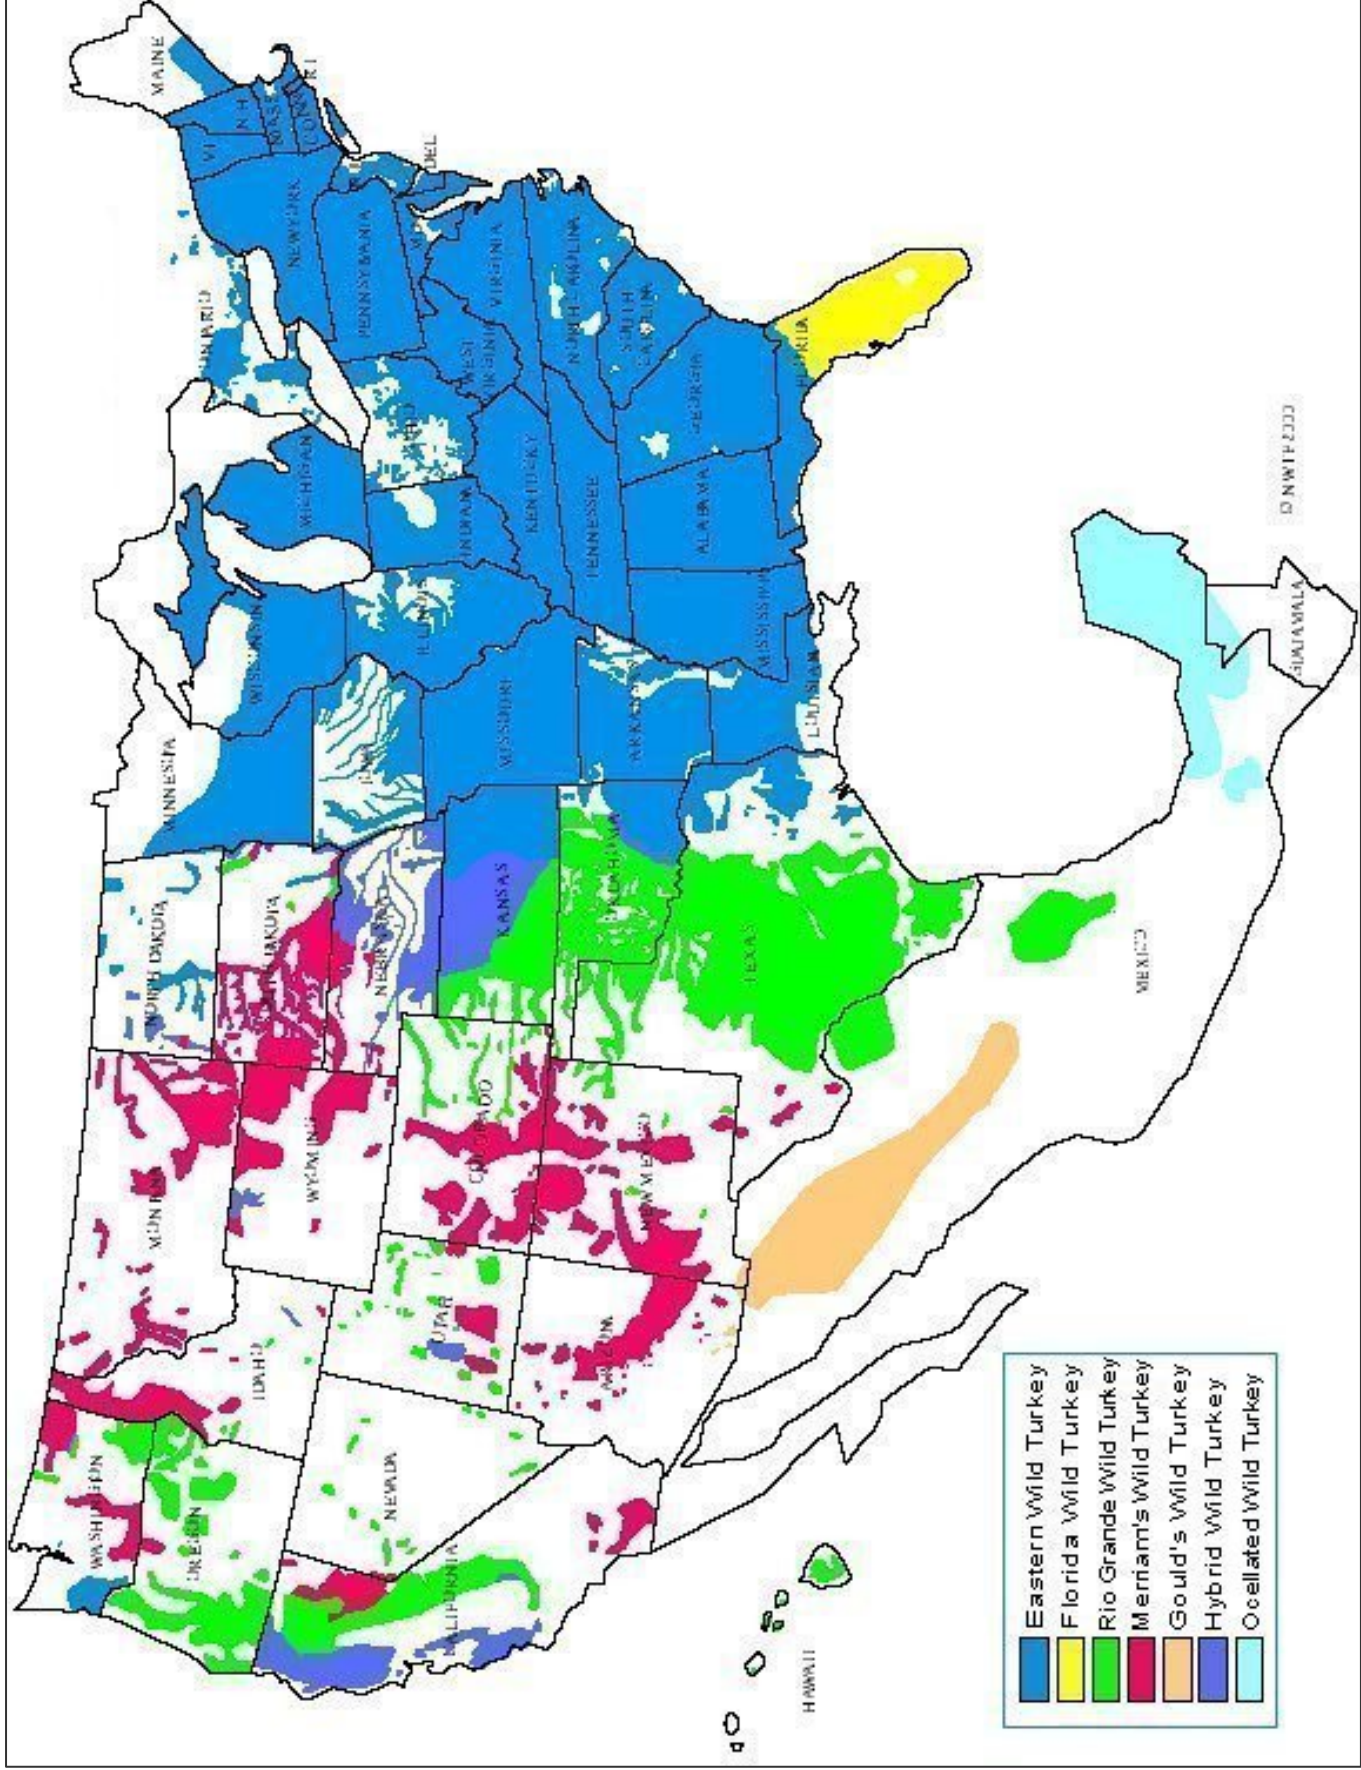 WASHINGTON
OREGON
CALIFORNIA
NEVADA
IDAHO
MONTANA
WYOMING
UTAH
COLORADO
ARIZONA
NEW MEXICO
NORTH DAKOTA
SOUTH DAKOTA
NEBRASKA
KANSAS
OKLAHOMA
TEXAS
MINNESOTA
IOWA
MISSOURI
ARKANSAS
LOUISIANA
WISCONSIN
ILLINOIS
MICHIGAN
INDIANA
OHIO
KENTUCKY
TENNESSEE
MISSISSIPPI
ALABAMA
GEORGIA
FLORIDA
SOUTH
CAROLINA
NORTH CAROLINA
VIRGINIA
WEST
VIRGINIA
PENNSYLVANIA
NEW YORK
ONTARIO
VT
N H
MASS
CONN
R I
DEL
MAINE
HAWAII
MEXICO
GUATAMALA
Eastern Wild Turkey
Florida Wild Turkey
Rio Grande Wild Turkey
Merriam's Wild Turkey
Gould's Wild Turkey
Hybrid Wild Turkey
Ocellated Wild Turkey